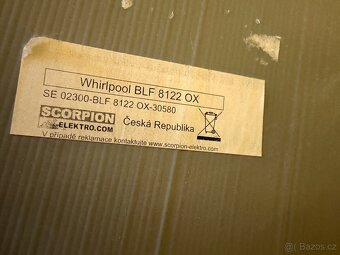 Whirlpool BLF 8122 OX
SE 02300-BLF 8122 OX-30580
SCORPION
ELEKTRO.COM
Česká Republika
V případě reklamace kontaktujte www.scorpion-elektro.com
Bazoš.cz